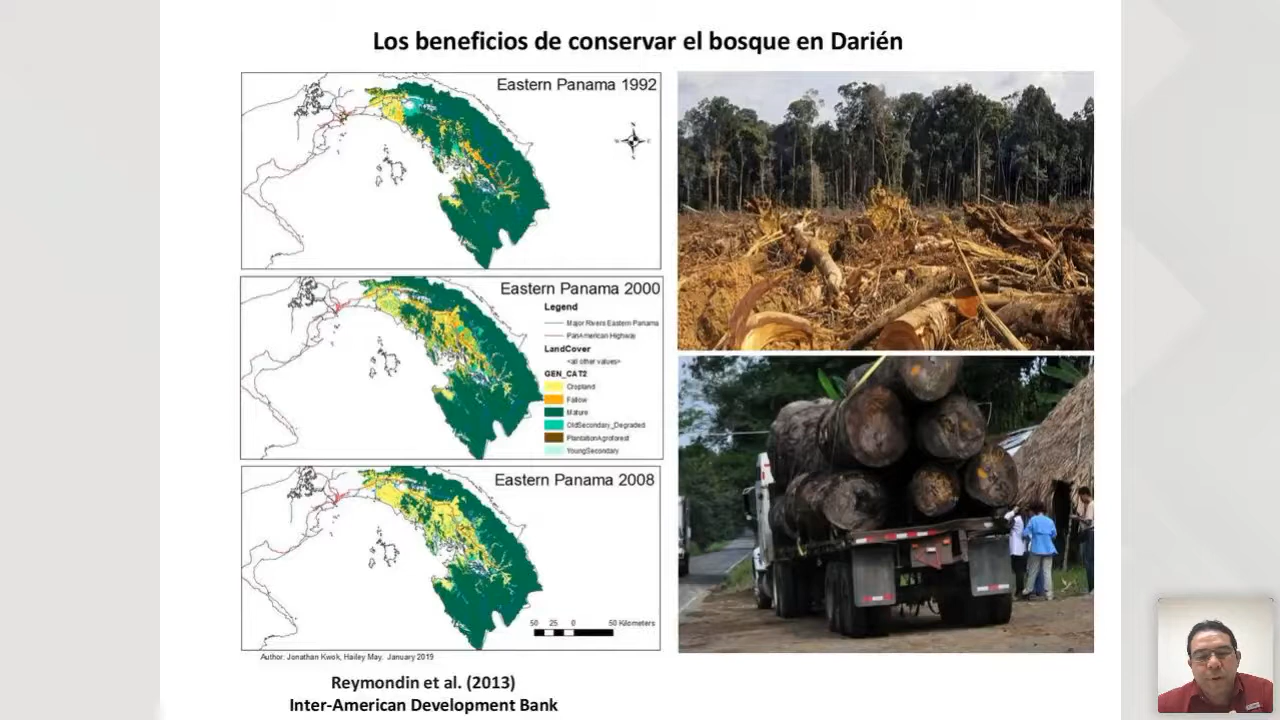 Los beneficios de conservar el bosque en Darién
Eastern Panama 1992
Eastern Panama 2000
Legend
Major Rivers Eastern Panama
PanAmerican Highway
LandCover
<all other values>
GEN_CAT2
Cropland
Fallow
Mature
OldSecondary_Degraded
PlantationAgroforest
YoungSecondary
Eastern Panama 2008
50 25 0 50 Kilometers
Author: Jonathan Kwok, Hailey May. January 2019
Reymondin et al. (2013)
Inter-American Development Bank